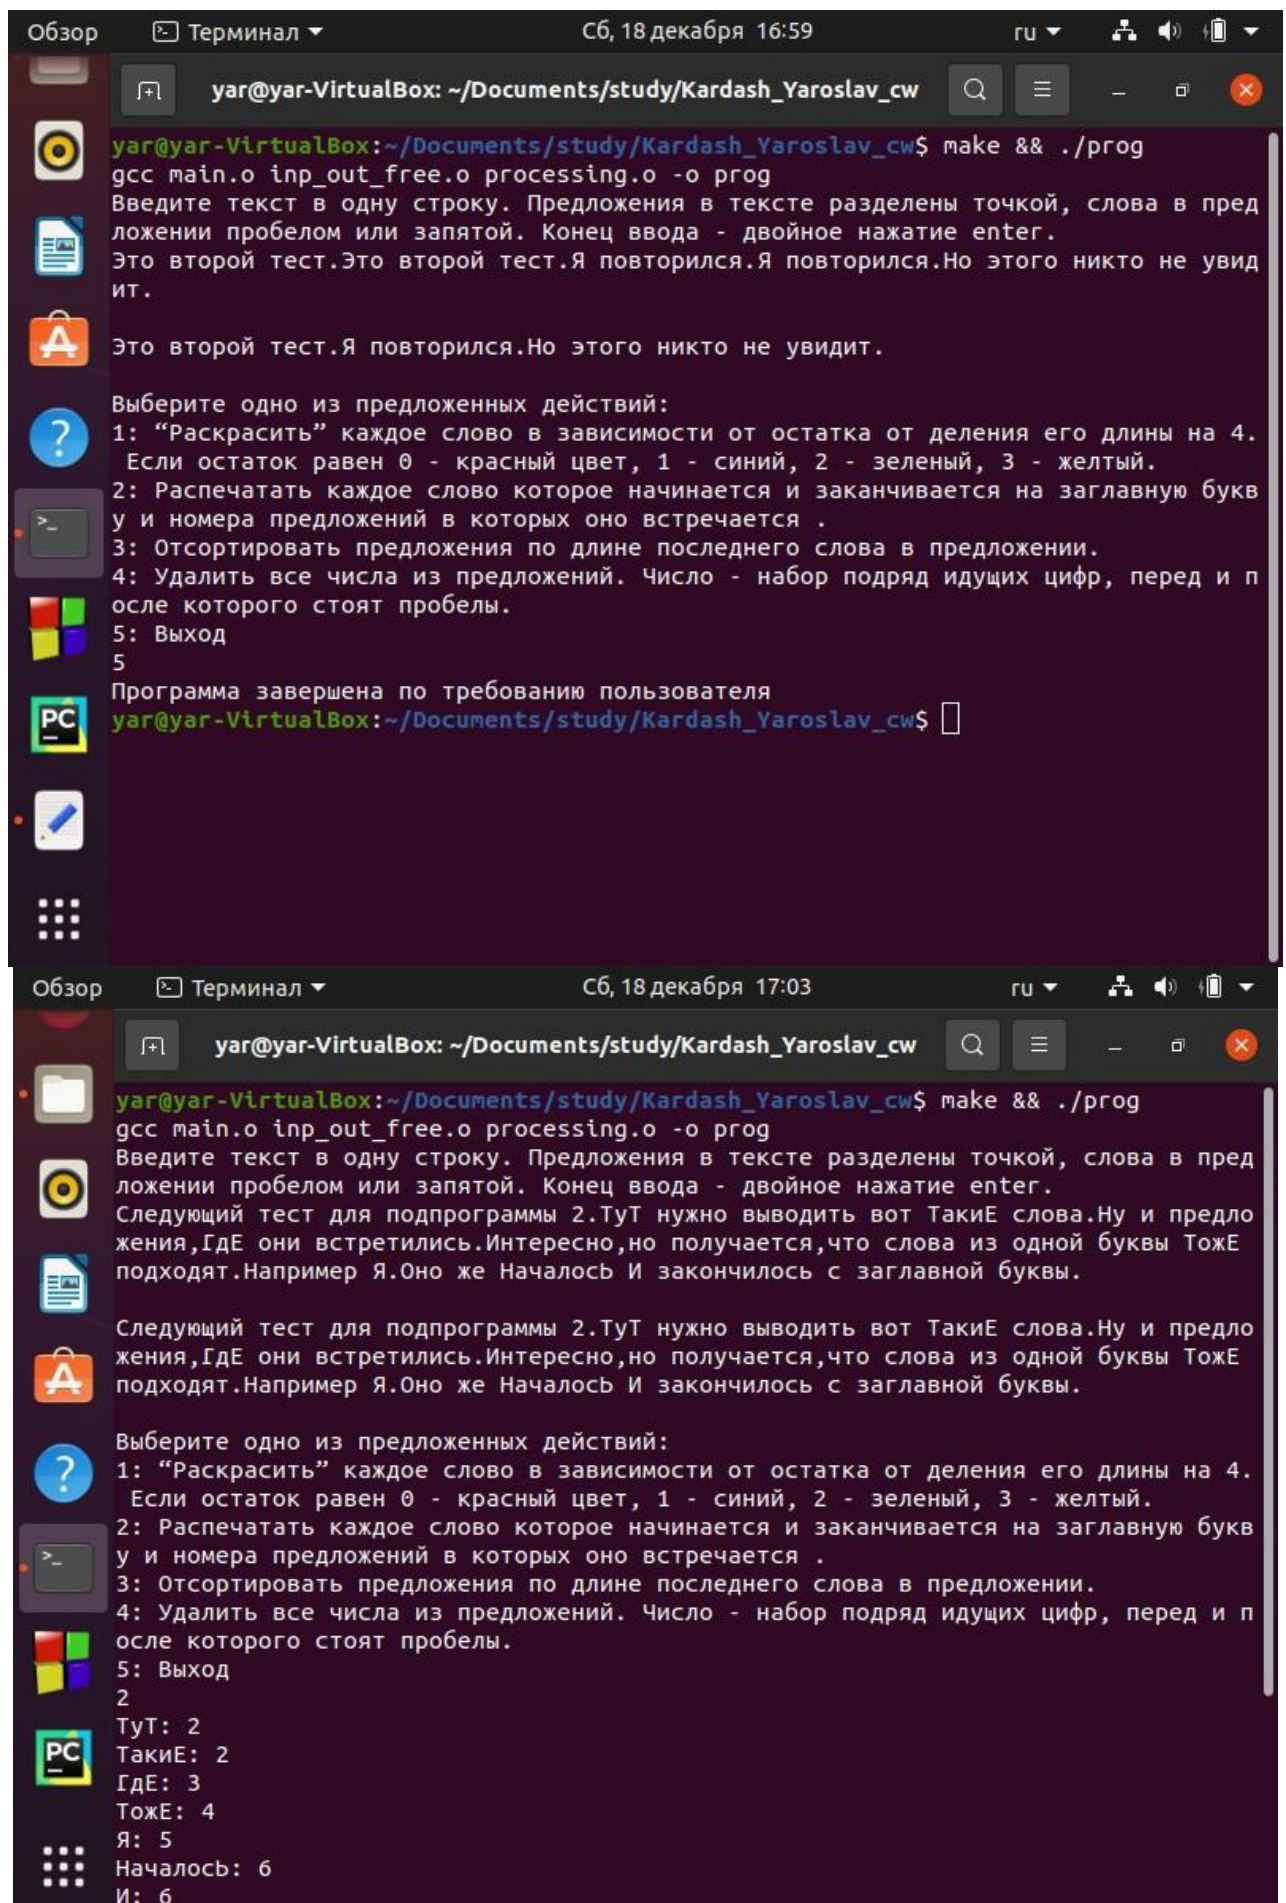 Обзор Терминал Сб, 18 декабря 16:59 ru
yar@yar-VirtualBox: ~/Documents/study/Kardash_Yaroslav_cw
yar@yar-VirtualBox:~/Documents/study/Kardash_Yaroslav_cw$ make && ./prog
gcc main.o inp_out_free.o processing.o -o prog
Введите текст в одну строку. Предложения в тексте разделены точкой, слова в пред
ложении пробелом или запятой. Конец ввода - двойное нажатие enter.
Это второй тест.Это второй тест.Я повторился.Я повторился.Но этого никто не увид
ит.
Это второй тест.Я повторился.Но этого никто не увидит.
Выберите одно из предложенных действий:
1: “Раскрасить” каждое слово в зависимости от остатка от деления его длины на 4.
Если остаток равен 0 - красный цвет, 1 - синий, 2 - зеленый, 3 - желтый.
2: Распечатать каждое слово которое начинается и заканчивается на заглавную букв
у и номера предложений в которых оно встречается .
3: Отсортировать предложения по длине последнего слова в предложении.
4: Удалить все числа из предложений. Число - набор подряд идущих цифр, перед и п
осле которого стоят пробелы.
5: Выход
5
Программа завершена по требованию пользователя
yar@yar-VirtualBox:~/Documents/study/Kardash_Yaroslav_cw$
PC
Обзор Терминал Сб, 18 декабря 17:03 ru
yar@yar-VirtualBox: ~/Documents/study/Kardash_Yaroslav_cw
yar@yar-VirtualBox:~/Documents/study/Kardash_Yaroslav_cw$ make && ./prog
gcc main.o inp_out_free.o processing.o -o prog
Введите текст в одну строку. Предложения в тексте разделены точкой, слова в пред
ложении пробелом или запятой. Конец ввода - двойное нажатие enter.
Следующий тест для подпрограммы 2.ТуТ нужно выводить вот ТакиЕ слова.Ну и предло
жения,ГдЕ они встретились.Интересно,но получается,что слова из одной буквы ТожЕ
подходят.Например Я.Оно же НачалосЬ И закончилось с заглавной буквы.
Следующий тест для подпрограммы 2.ТуТ нужно выводить вот ТакиЕ слова.Ну и предло
жения,ГдЕ они встретились.Интересно,но получается,что слова из одной буквы ТожЕ
подходят.Например Я.Оно же НачалосЬ И закончилось с заглавной буквы.
Выберите одно из предложенных действий:
1: “Раскрасить” каждое слово в зависимости от остатка от деления его длины на 4.
Если остаток равен 0 - красный цвет, 1 - синий, 2 - зеленый, 3 - желтый.
2: Распечатать каждое слово которое начинается и заканчивается на заглавную букв
у и номера предложений в которых оно встречается .
3: Отсортировать предложения по длине последнего слова в предложении.
4: Удалить все числа из предложений. Число - набор подряд идущих цифр, перед и п
осле которого стоят пробелы.
5: Выход
2
ТуТ: 2
ТакиЕ: 2
ГдЕ: 3
ТожЕ: 4
Я: 5
НачалосЬ: 6
И: 6
PC